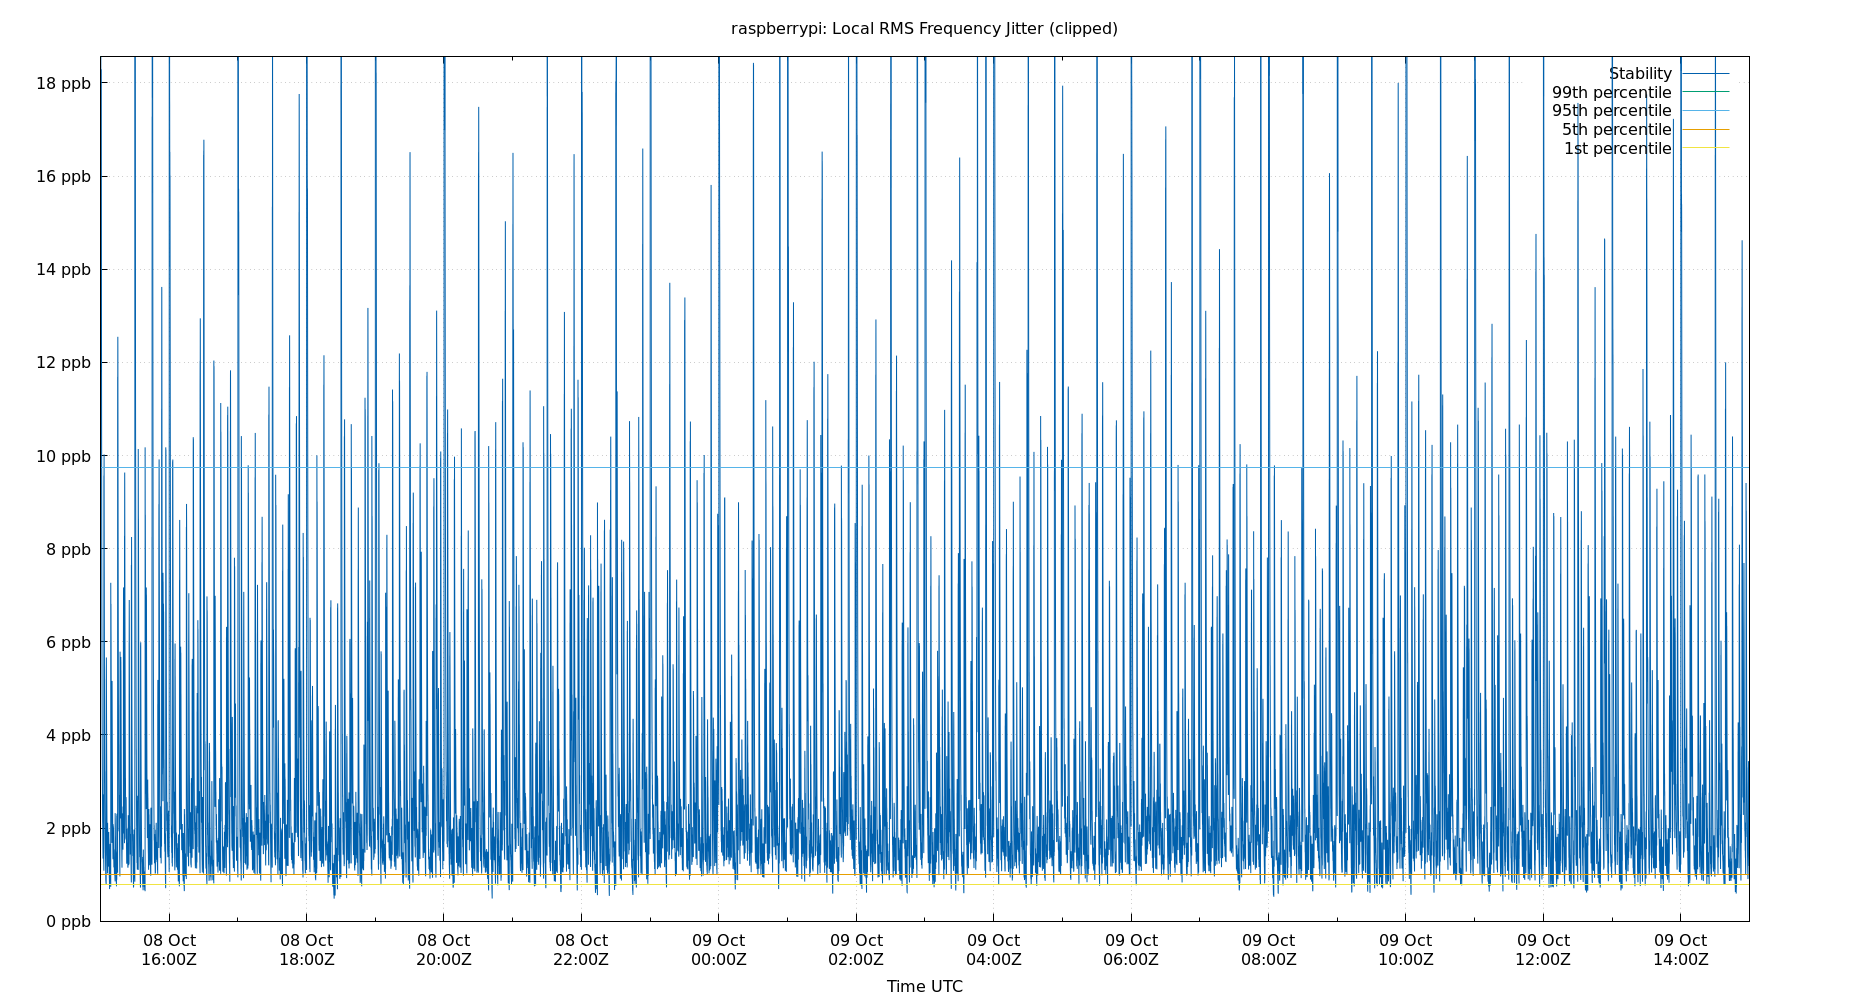 raspberrypi: Local RMS Frequency Jitter (clipped)
18 ppb
16 ppb
14 ppb
12 ppb
10 ppb
8 ppb
6 ppb
4 ppb
2 ppb
0 ppb
Stability
99th percentile
95th percentile
5th percentile
1st percentile
08 Oct 08 Oct 08 Oct 08 Oct 09 Oct 09 Oct 09 Oct 09 Oct 09 Oct 09 Oct 09 Oct 09 Oct
16:00Z 18:00Z 20:00Z 22:00Z 00:00Z 02:00Z 04:00Z 06:00Z 08:00Z 10:00Z 12:00Z 14:00Z
Time UTC